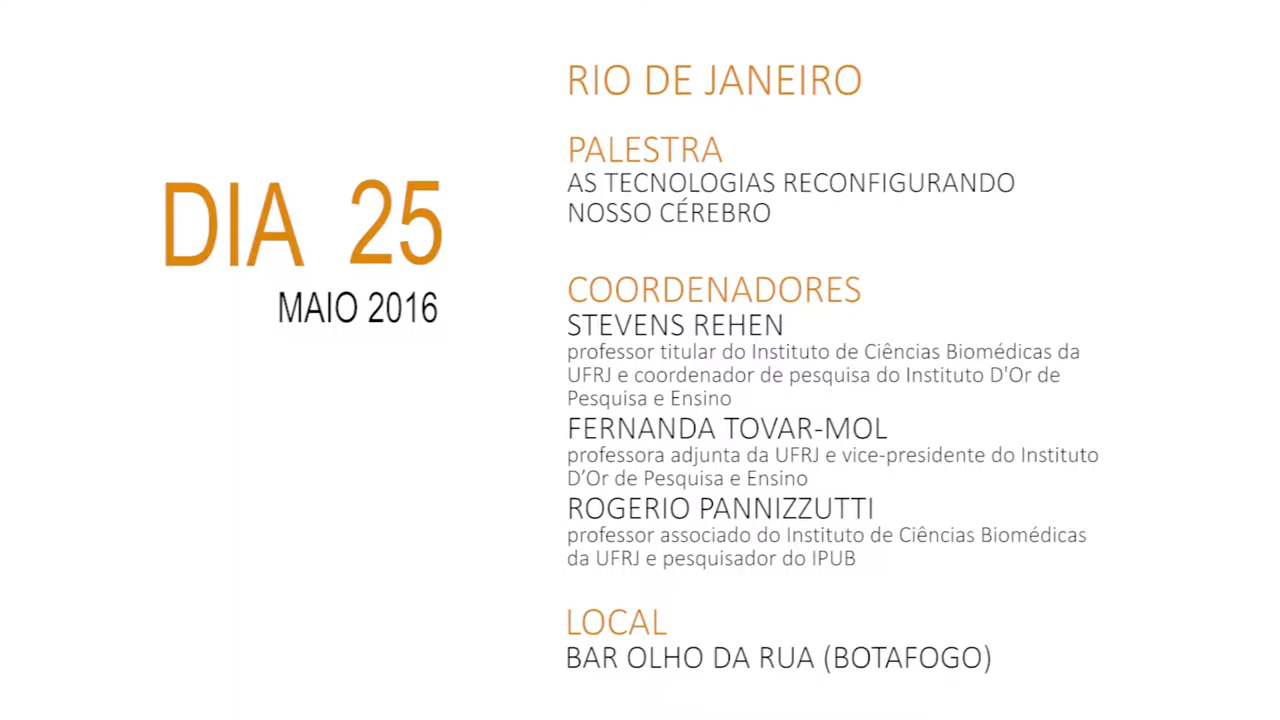 DIA 25
MAIO 2016
RIO DE JANEIRO
PALESTRA
AS TECNOLOGIAS RECONFIGURANDO
NOSSO CÉREBRO
COORDENADORES
STEVENS REHEN
professor titular do Instituto de Ciências Biomédicas da
UFRJ e coordenador de pesquisa do Instituto D'Or de
Pesquisa e Ensino
FERNANDA TOVAR-MOL
professora adjunta da UFRJ e vice-presidente do Instituto
D’Or de Pesquisa e Ensino
ROGERIO PANNIZZUTTI
professor associado do Instituto de Ciências Biomédicas
da UFRJ e pesquisador do IPUB
LOCAL
BAR OLHO DA RUA (BOTAFOGO)